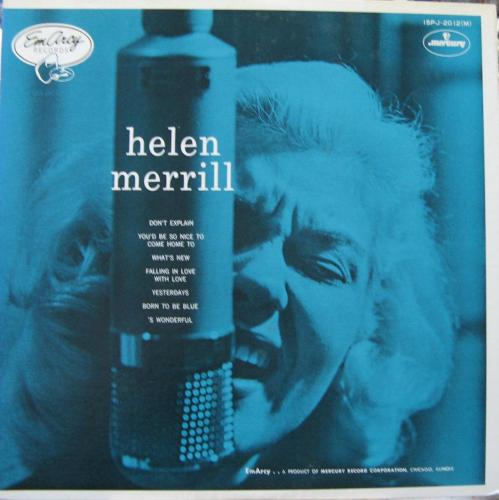 EmArcy
RECORDS
15PJ-2012(M)
mercury
helen
merrill
DON'T EXPLAIN
YOU'D BE SO NICE TO
COME HOME TO
WHAT'S NEW
FALLING IN LOVE
WITH LOVE
YESTERDAYS
BORN TO BE BLUE
'S WONDERFUL
EmArcy . . A PRODUCT OF MERCURY RECORD CORPORATION, CHICAGO, ILLINOIS